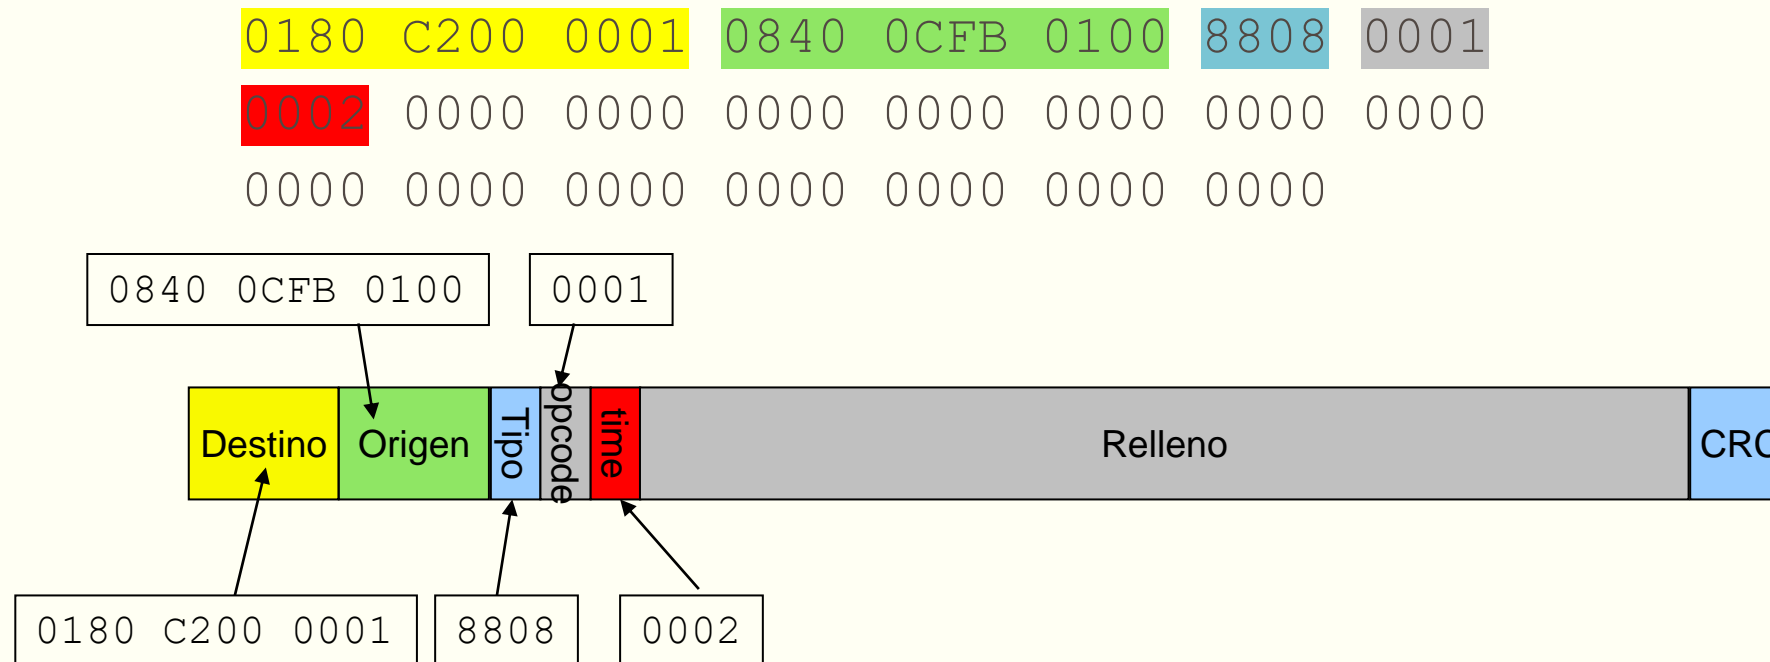 0180 C200 0001 0840 0CFB 0100 8808 0001
0002 0000 0000 0000 0000 0000 0000 0000
0000 0000 0000 0000 0000 0000 0000
0840 0CFB 0100 0001
Destino Origen Tipo opcode time Relleno CRC
0180 C200 0001 8808 0002